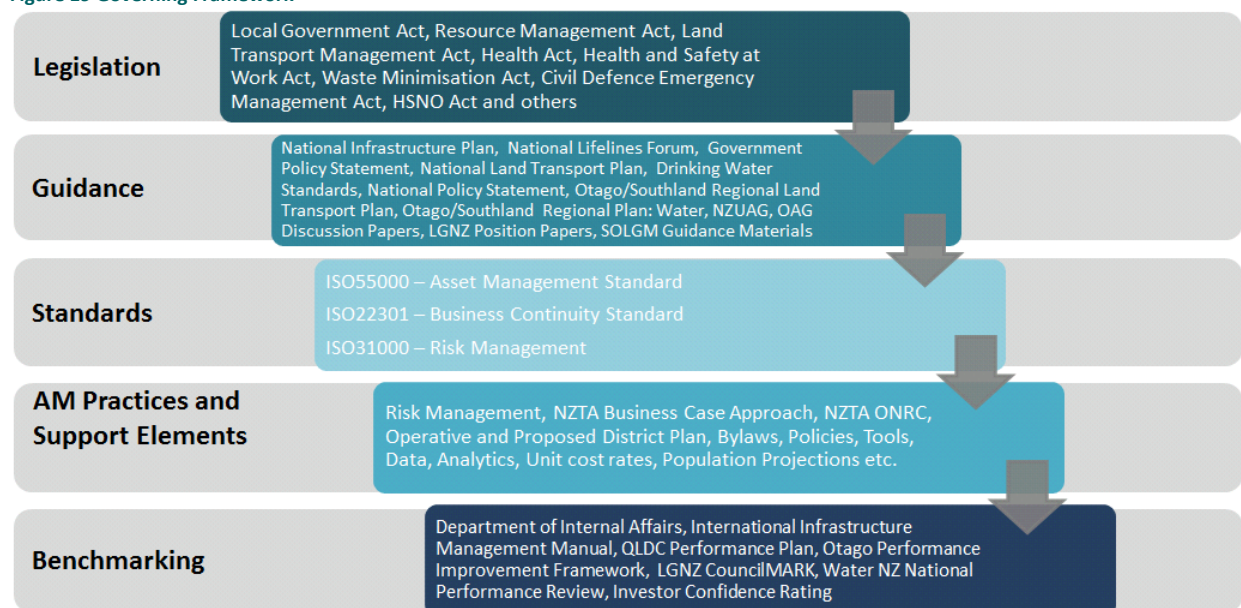 Legislation
Local Government Act, Resource Management Act, Land
Transport Management Act, Health Act, Health and Safety at
Work Act, Waste Minimisation Act, Civil Defence Emergency
Management Act, HSNO Act and others
Guidance
National Infrastructure Plan, National Lifelines Forum, Government
Policy Statement, National Land Transport Plan, Drinking Water
Standards, National Policy Statement, Otago/Southland Regional Land
Transport Plan, Otago/Southland Regional Plan: Water, NZUAG, OAG
Discussion Papers, LGNZ Position Papers, SOLGM Guidance Materials
Standards
ISO55000 – Asset Management Standard
ISO22301 – Business Continuity Standard
ISO31000 – Risk Management
AM Practices and
Support Elements
Risk Management, NZTA Business Case Approach, NZTA ONRC,
Operative and Proposed District Plan, Bylaws, Policies, Tools,
Data, Analytics, Unit cost rates, Population Projections etc.
Benchmarking
Department of Internal Affairs, International Infrastructure
Management Manual, QLDC Performance Plan, Otago Performance
Improvement Framework, LGNZ CouncilMARK, Water NZ National
Performance Review, Investor Confidence Rating